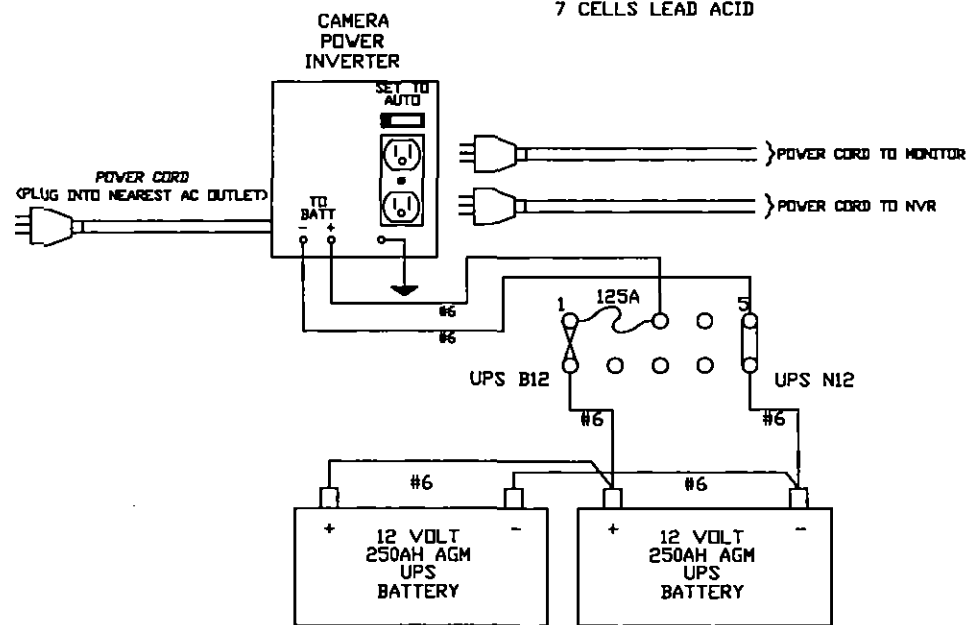 7 CELLS LEAD ACID
CAMERA
POWER
INVERTER
SET TO
AUTO
POWER CORD
(PLUG INTO NEAREST AC OUTLET)
TO
BATT
- +
}POWER CORD TO MONITOR
}POWER CORD TO NVR
#6
#6
1
125A
5
UPS B12
UPS N12
#6
#6
#6
#6
+ -
12 VOLT
250AH AGM
UPS
BATTERY
+ -
12 VOLT
250AH AGM
UPS
BATTERY